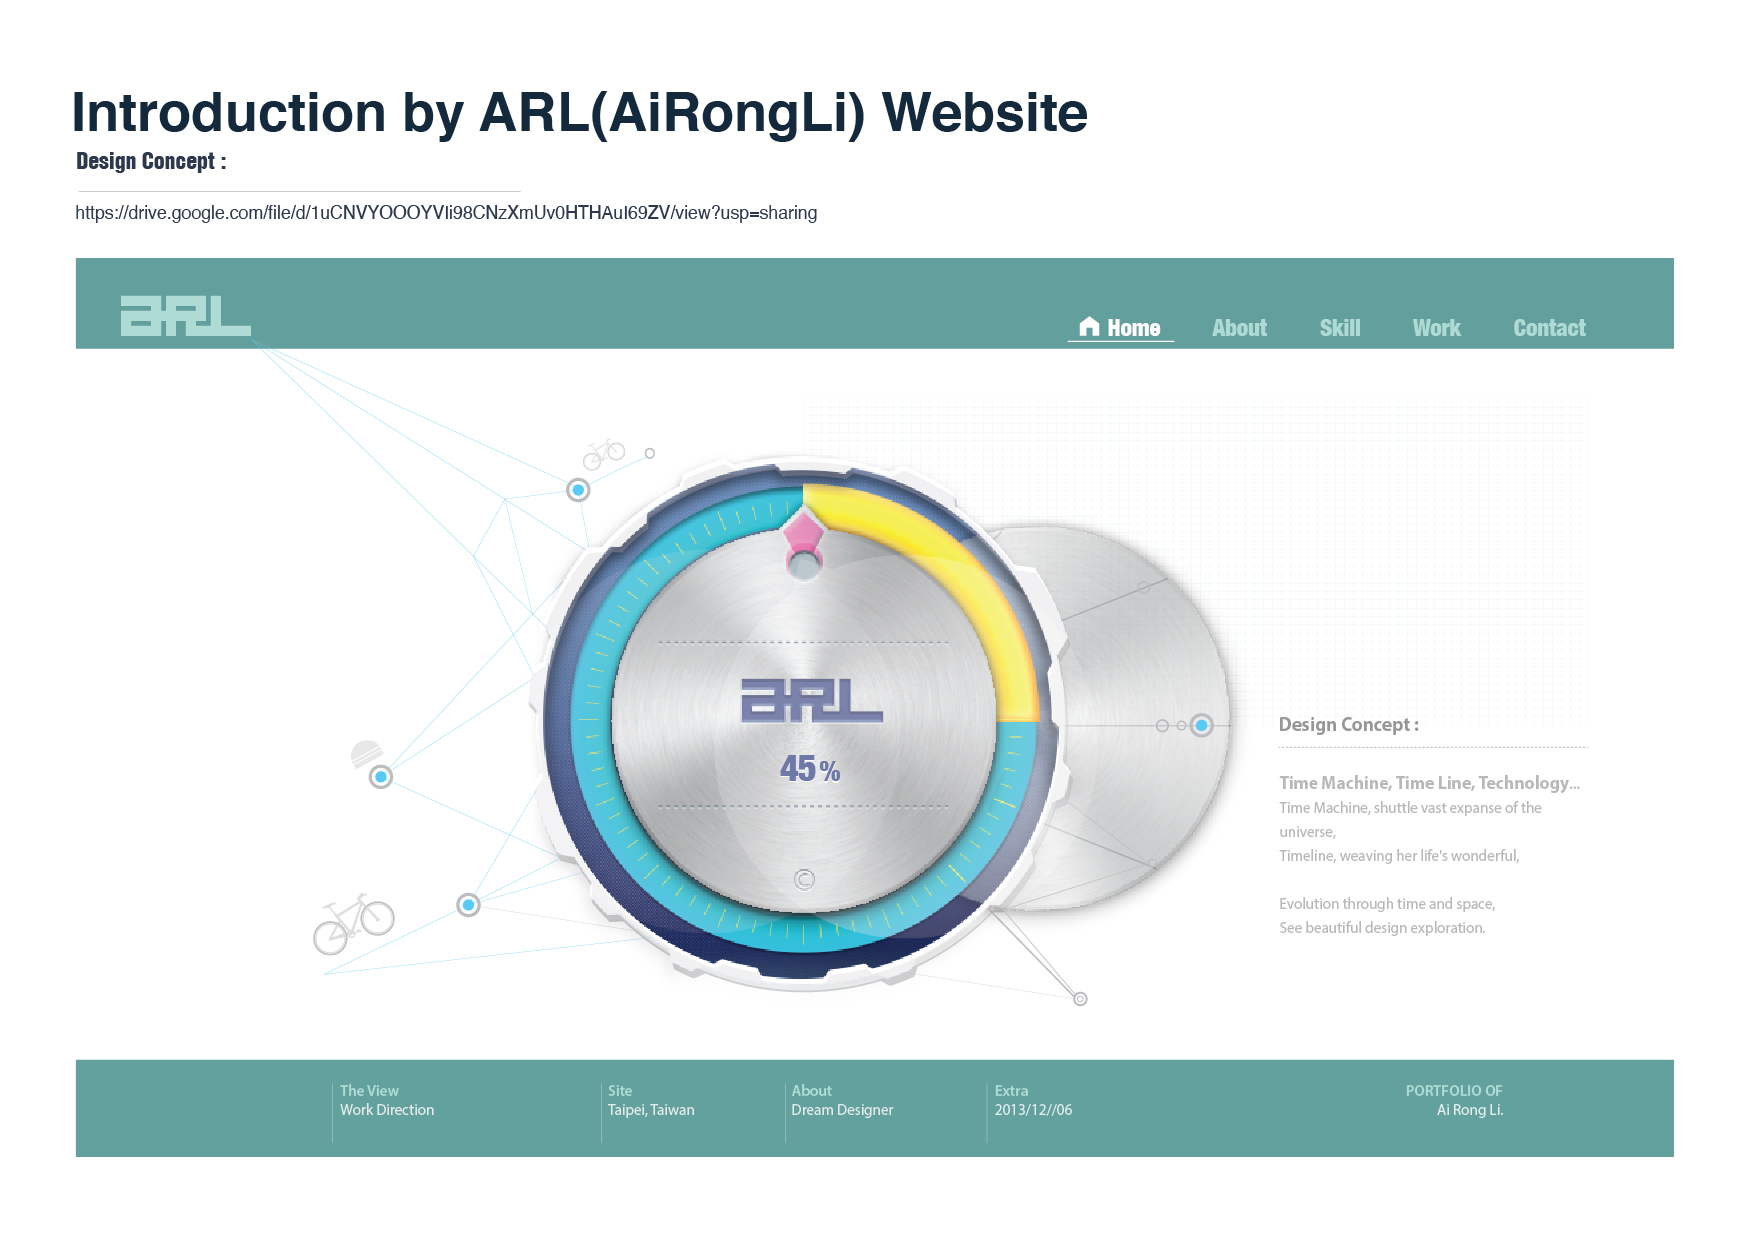 Introduction by ARL(AiRongLi) Website
Design Concept :
https://drive.google.com/file/d/1uCNVYOOOYVIi98CNzXmUv0HTHAuI69ZV/view?usp=sharing
ARL
Home About Skill Work Contact
ARL
45%
©
Design Concept :
Time Machine, Time Line, Technology...
Time Machine, shuttle vast expanse of the
universe,
Timeline, weaving her life's wonderful,
Evolution through time and space,
See beautiful design exploration.
The View
Work Direction
Site
Taipei, Taiwan
About
Dream Designer
Extra
2013/12//06
PORTFOLIO OF
Ai Rong Li.